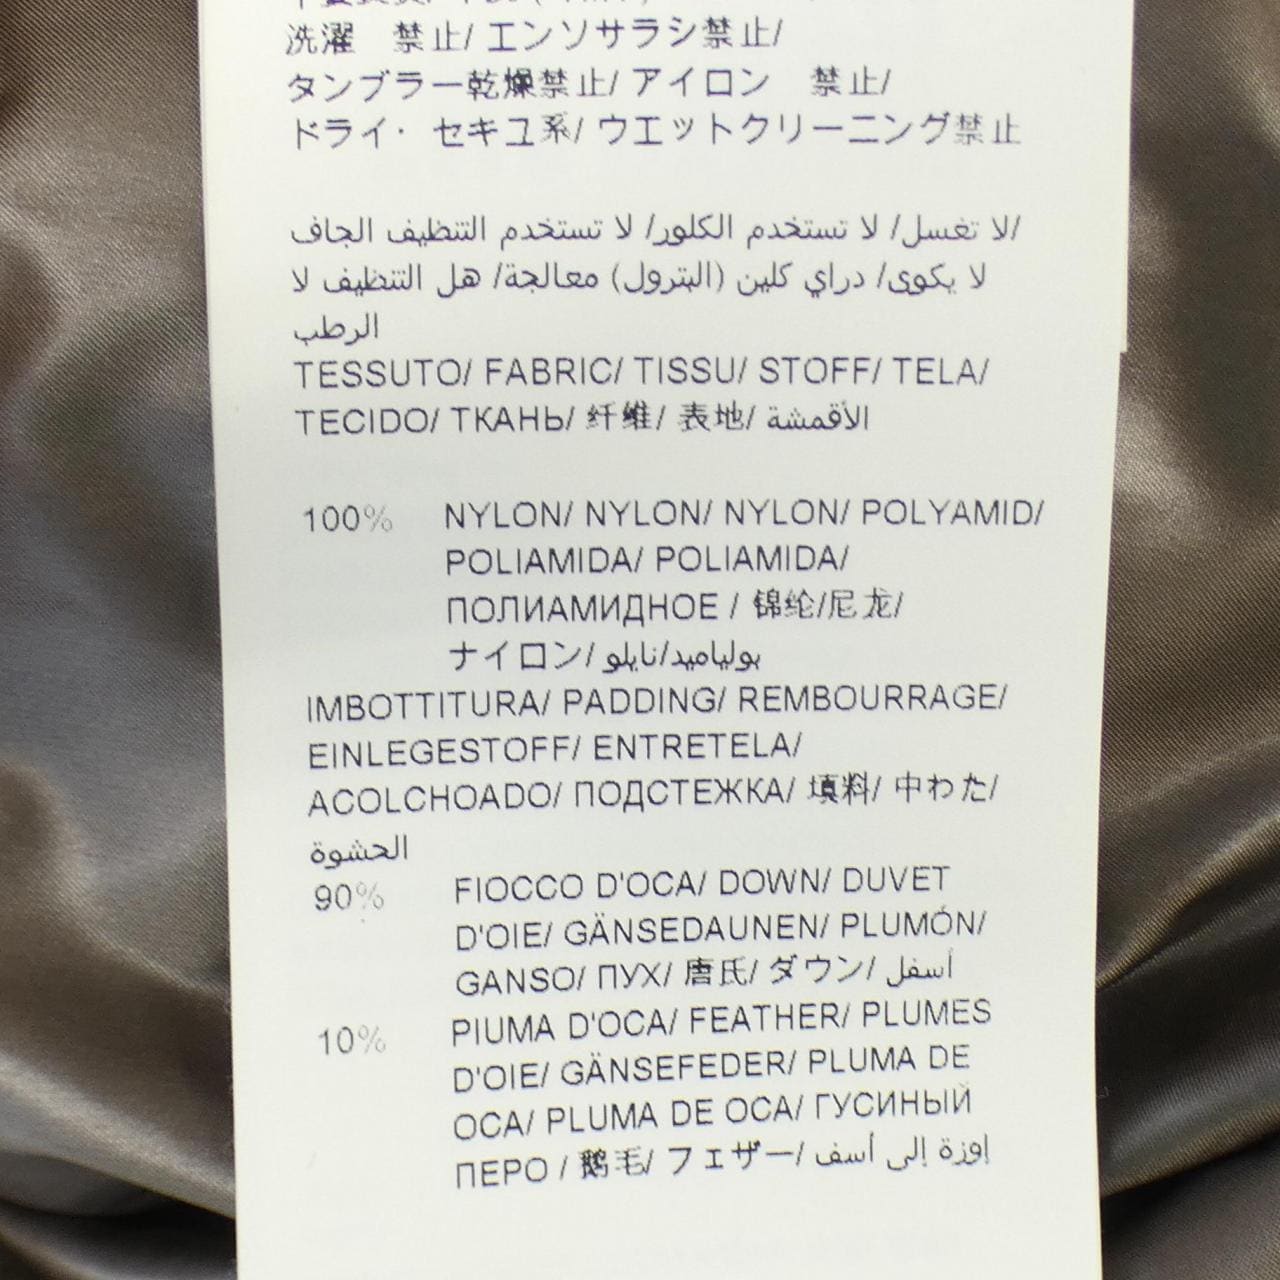 洗濯　禁止/ エンソサラシ禁止/
タンブラー乾燥禁止/ アイロン　禁止/
ドライ・ セキユ系/ ウエットクリーニング禁止
لا تغسل/ لا تستخدم الكلور/ لا تستخدم التنظيف الجاف/
لا يكوى/ دراي كلين (البترول) معالجة/ هل التنظيف لا
الرطب
TESSUTO/ FABRIC/ TISSU/ STOFF/ TELA/
TECIDO/ ТКАНЬ/ 纤维/ 表地/ الأقمشة
100% NYLON/ NYLON/ NYLON/ POLYAMID/
POLIAMIDA/ POLIAMIDA/
ПОЛИАМИДНОЕ / 锦纶/尼龙/
ナイロン/ بولياميد/نايلو
IMBOTTITURA/ PADDING/ REMBOURRAGE/
EINLEGESTOFF/ ENTRETELA/
ACOLCHOADO/ ПОДСТЕЖКА/ 填料/ 中わた/
الحشوة
90% FIOCCO D'OCA/ DOWN/ DUVET
D'OIE/ GÄNSEDAUNEN/ PLUMÓN/
GANSO/ ПУХ/ 唐氏/ ダウン/ أسفل
10% PIUMA D'OCA/ FEATHER/ PLUMES
D'OIE/ GÄNSEFEDER/ PLUMA DE
OCA/ PLUMA DE OCA/ ГУСИНЫЙ
ПЕРО / 鹅毛/ フェザー/ إوزة إلى أسف